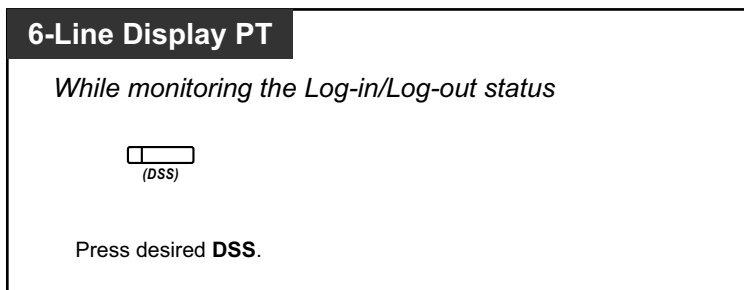 6-Line Display PT
While monitoring the Log-in/Log-out status
(DSS)
Press desired DSS.